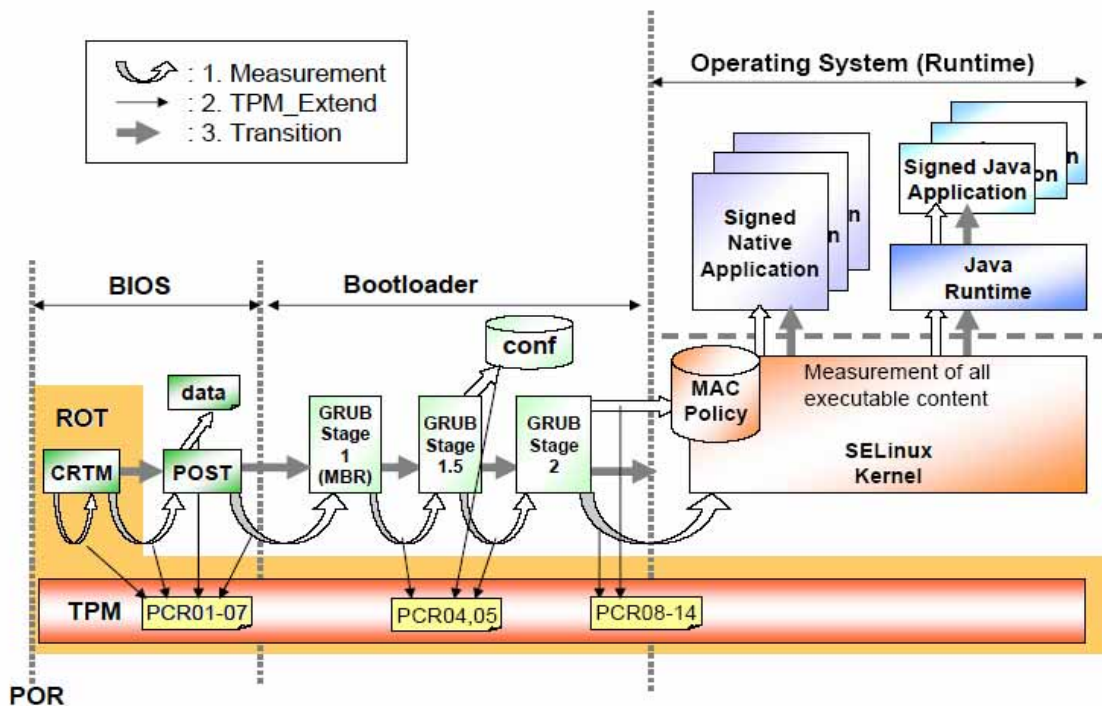 : 1. Measurement
: 2. TPM_Extend
: 3. Transition
Operating System (Runtime)
Signed Java
Application
on
n
Signed
Native
Application
n
on
Java
Runtime
BIOS
Bootloader
conf
data
MAC
Policy
Measurement of all
executable content
SELinux
Kernel
ROT
CRTM
POST
GRUB
Stage
1
(MBR)
GRUB
Stage
1.5
GRUB
Stage
2
TPM
PCR01-07
PCR04,05
PCR08-14
POR